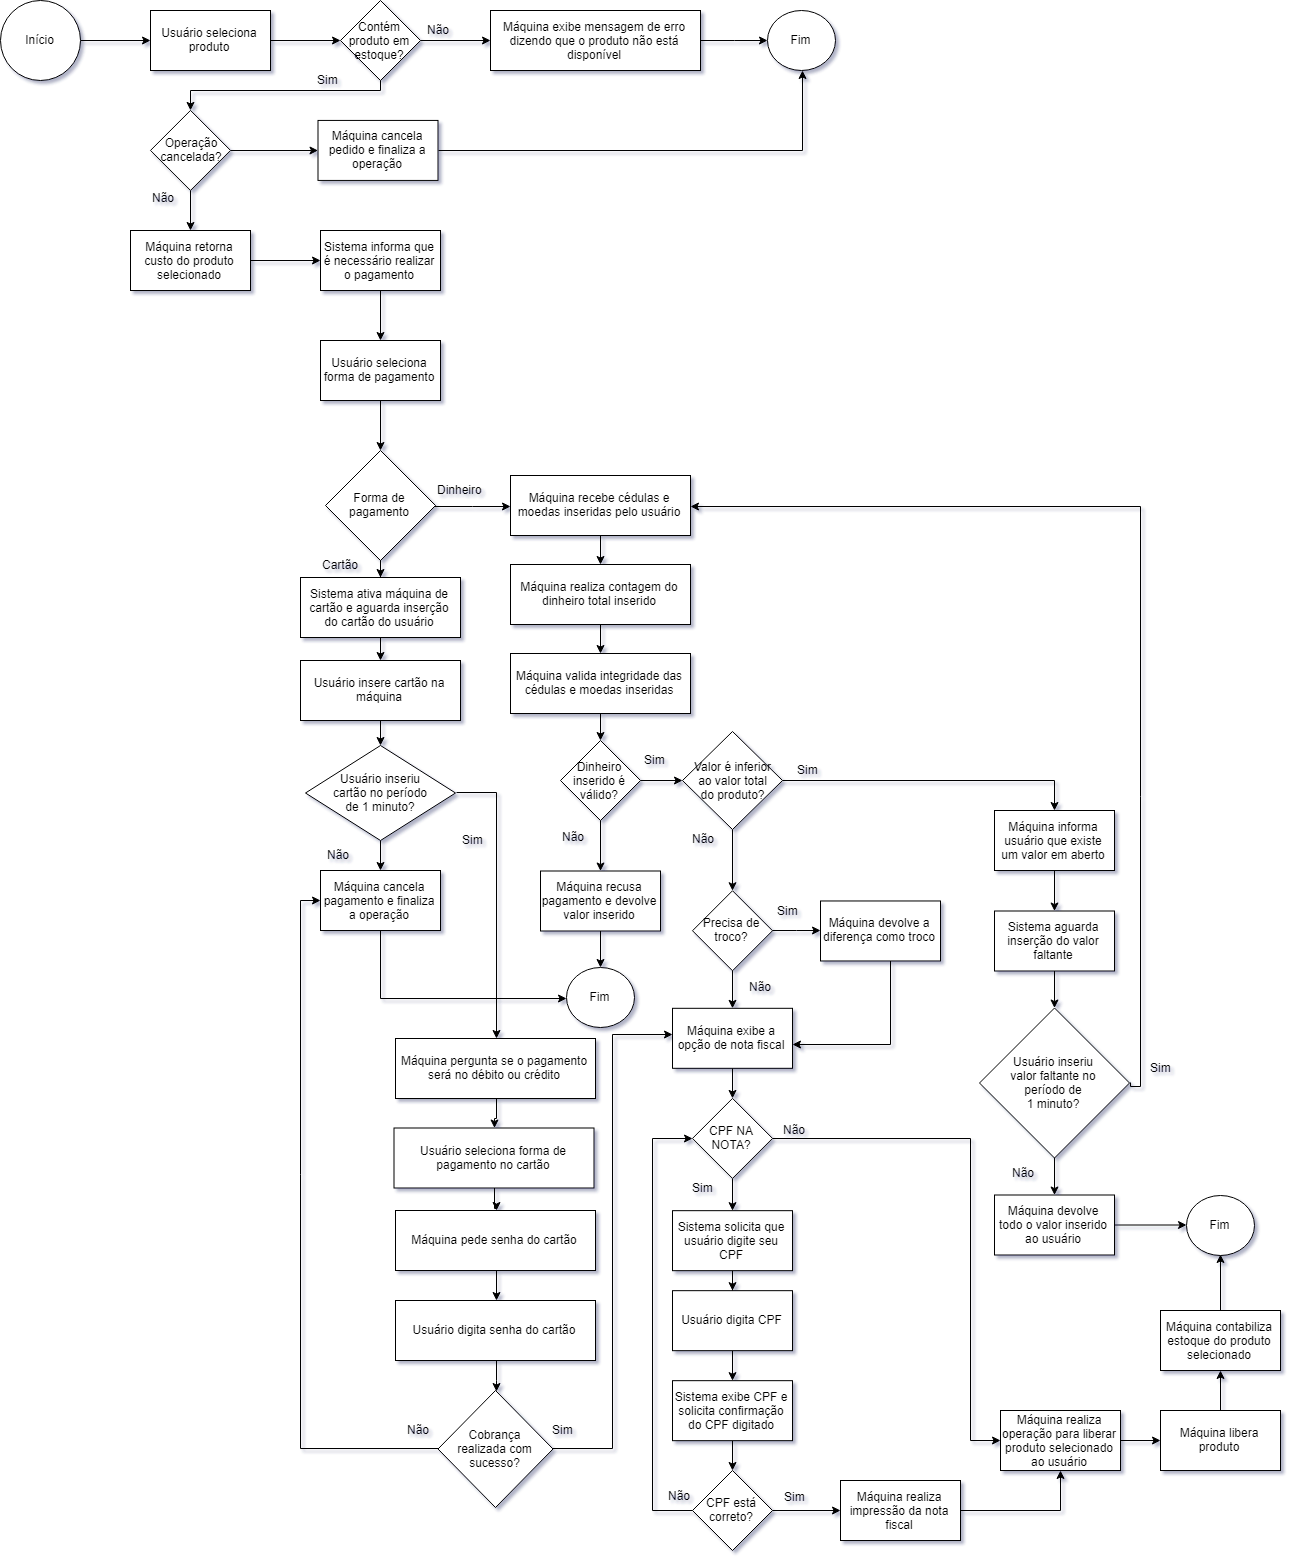 Início
Usuário seleciona
produto
Contém
produto em
estoque?
Não
Máquina exibe mensagem de erro
dizendo que o produto não está
disponível
Fim
Sim
Operação
cancelada?
Máquina cancela
pedido e finaliza a
operação
Não
Máquina retorna
custo do produto
selecionado
Sistema informa que
é necessário realizar
o pagamento
Usuário seleciona
forma de pagamento
Forma de
pagamento
Dinheiro
Máquina recebe cédulas e
moedas inseridas pelo usuário
Cartão
Sistema ativa máquina de
cartão e aguarda inserção
do cartão do usuário
Máquina realiza contagem do
dinheiro total inserido
Usuário insere cartão na
máquina
Máquina valida integridade das
cédulas e moedas inseridas
Usuário inseriu
cartão no período
de 1 minuto?
Dinheiro
inserido é
válido?
Sim
Valor é inferior
ao valor total
do produto?
Sim
Sim
Não
Não
Não
Máquina informa
usuário que existe
um valor em aberto
Máquina cancela
pagamento e finaliza
a operação
Máquina recusa
pagamento e devolve
valor inserido
Precisa de
troco?
Sim
Máquina devolve a
diferença como troco
Sistema aguarda
inserção do valor
faltante
Fim
Não
Máquina pergunta se o pagamento
será no débito ou crédito
Máquina exibe a
opção de nota fiscal
Usuário inseriu
valor faltante no
período de
1 minuto?
Sim
Usuário seleciona forma de
pagamento no cartão
CPF NA
NOTA?
Não
Não
Sim
Máquina pede senha do cartão
Sistema solicita que
usuário digite seu
CPF
Máquina devolve
todo o valor inserido
ao usuário
Fim
Usuário digita senha do cartão
Usuário digita CPF
Máquina contabiliza
estoque do produto
selecionado
Sistema exibe CPF e
solicita confirmação
do CPF digitado
Não
Cobrança
realizada com
sucesso?
Sim
Máquina realiza
operação para liberar
produto selecionado
ao usuário
Máquina libera
produto
Não
CPF está
correto?
Sim
Máquina realiza
impressão da nota
fiscal